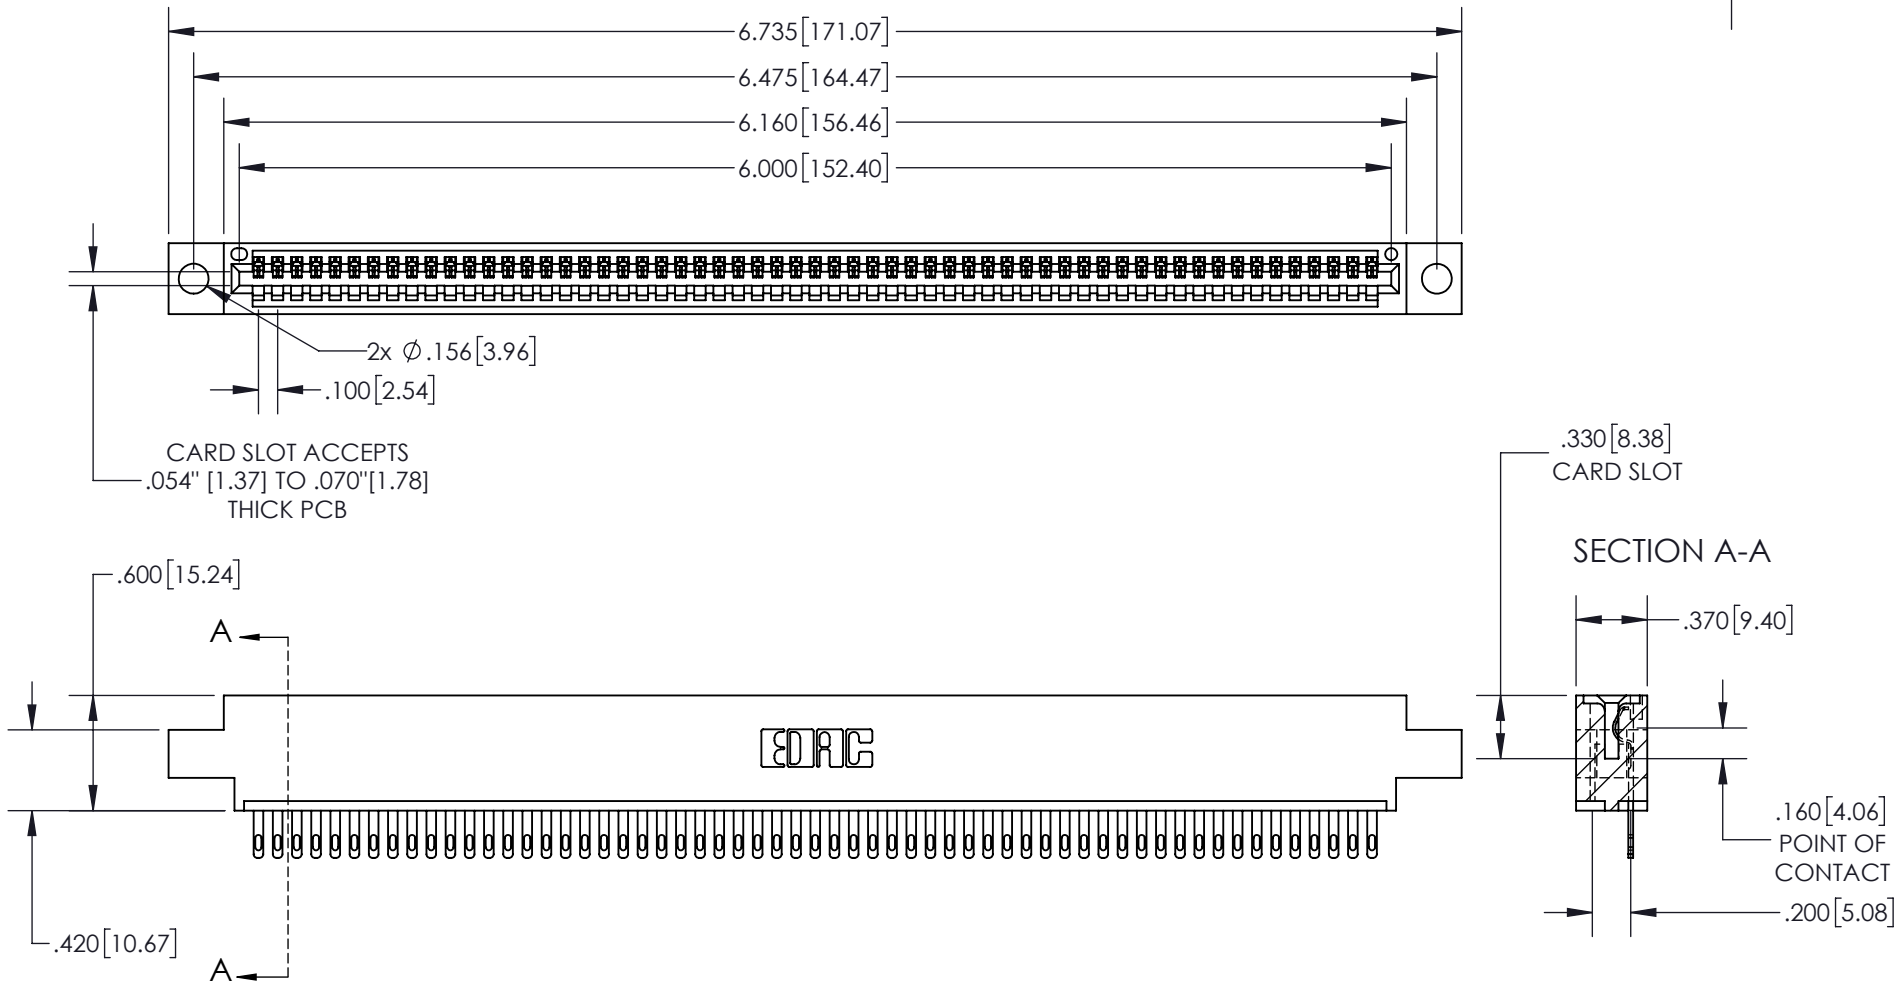 6.735[171.07]
6.475[164.47]
6.160[156.46]
6.000[152.40]
2x Ø.156[3.96]
.100[2.54]
CARD SLOT ACCEPTS
.054" [1.37] TO .070"[1.78]
THICK PCB
.330[8.38]
CARD SLOT
SECTION A-A
.600[15.24]
.370[9.40]
A
EDAC
.160[4.06]
POINT OF
CONTACT
.200[5.08]
.420[10.67]
A